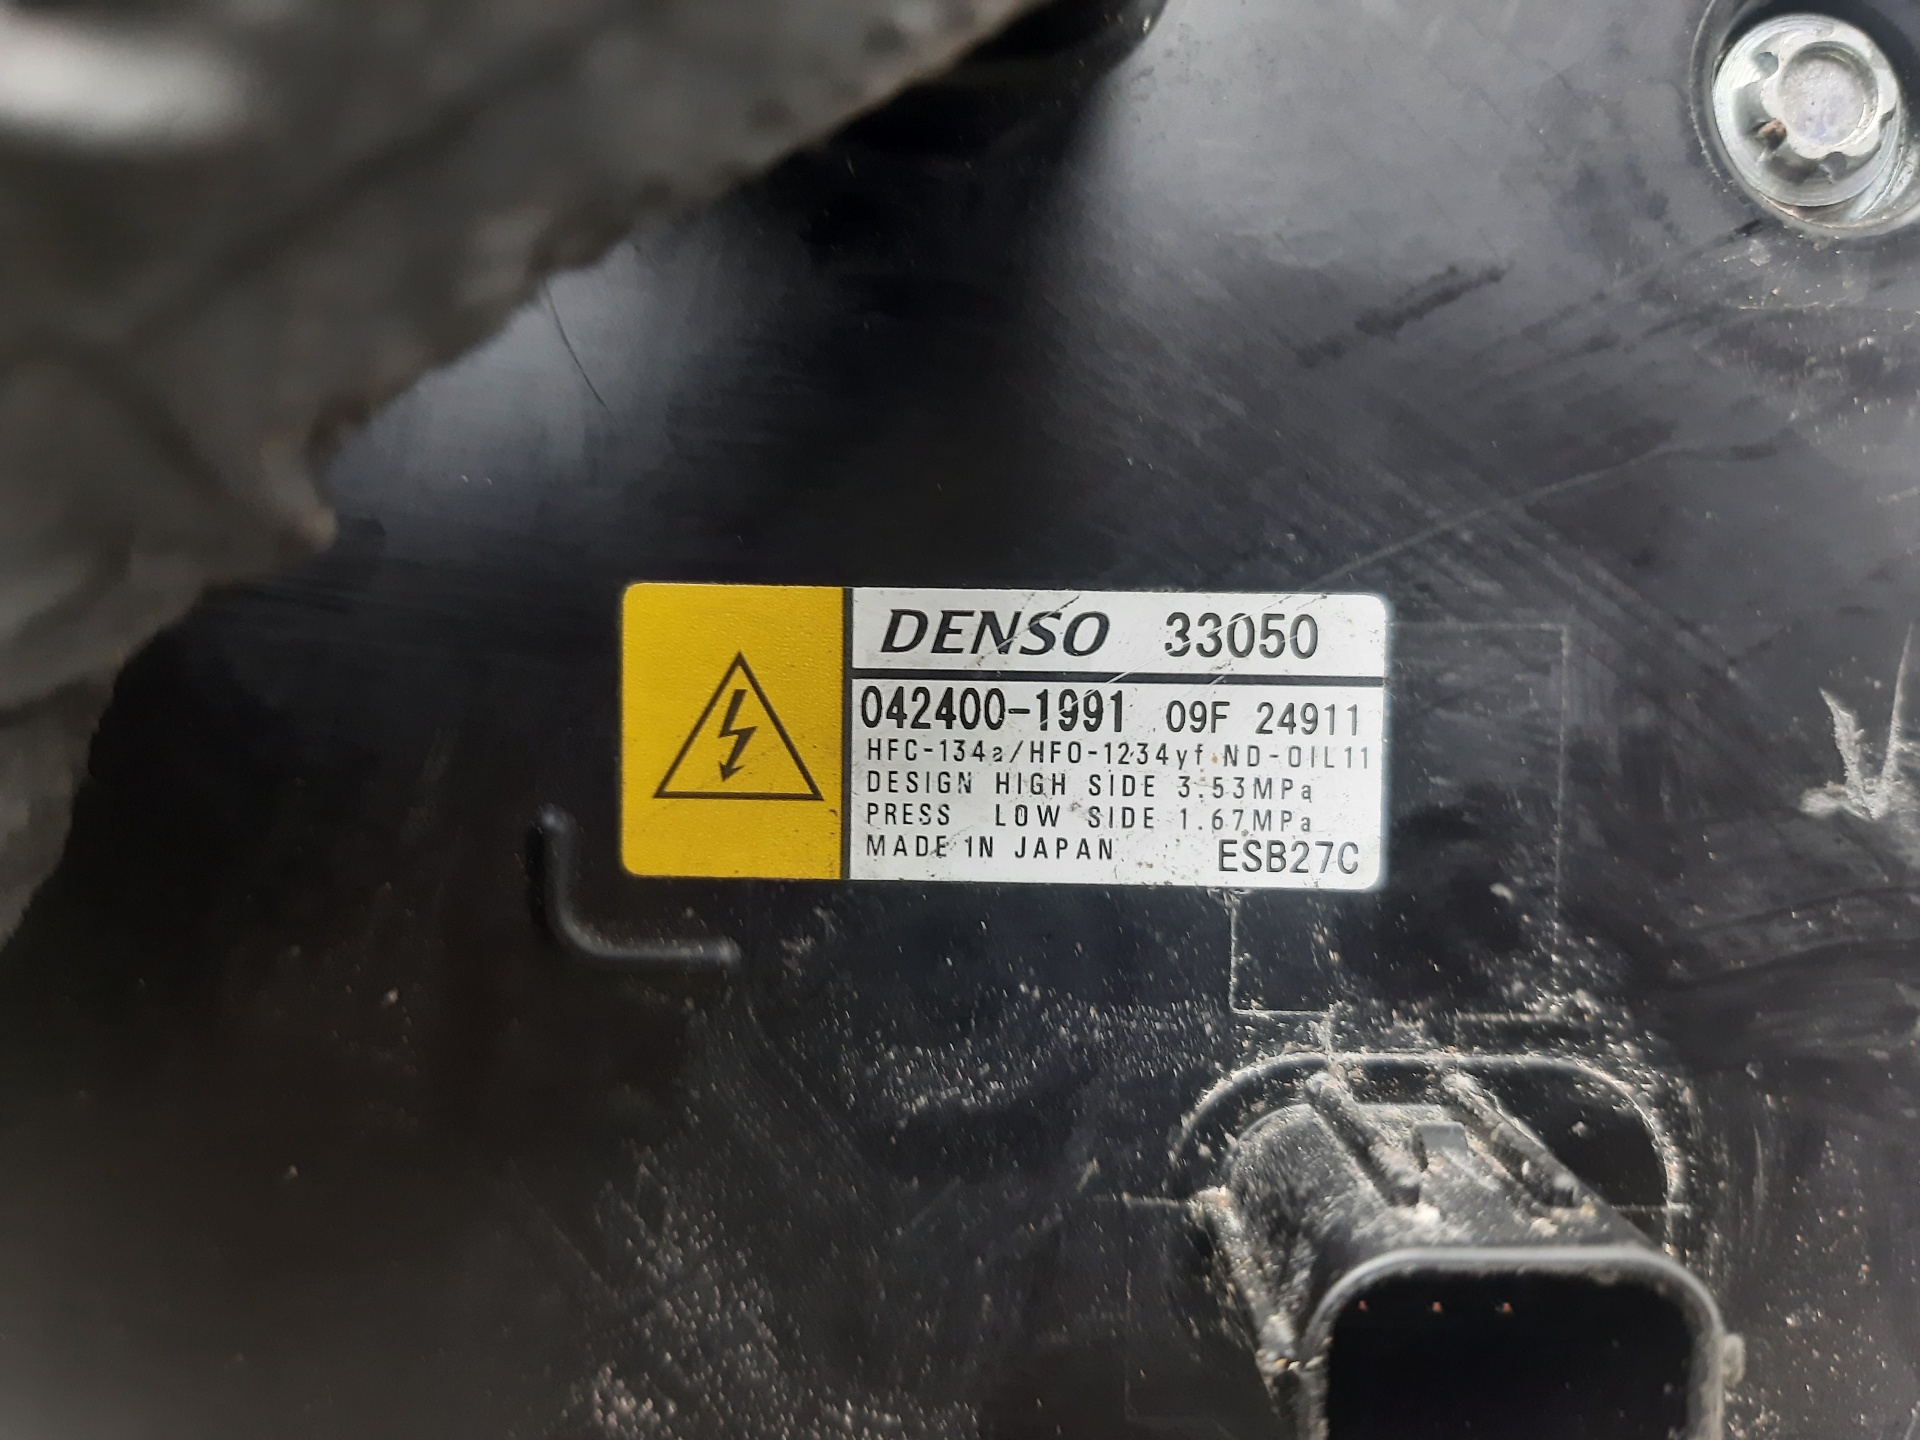 DENSO 33050
042400-1991 09F 24911
HFC-134a/HFO-1234yf ND-OIL11
DESIGN HIGH SIDE 3.53MPa
PRESS LOW SIDE 1.67MPa
MADE IN JAPAN ESB27C